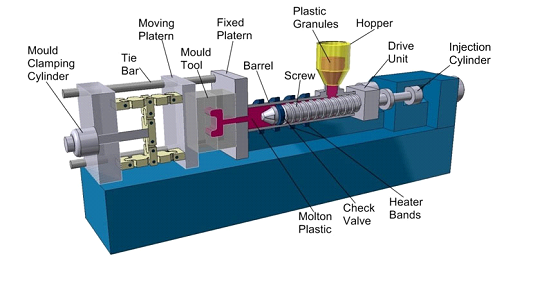 Plastic
Granules
Hopper
Moving
Platern
Fixed
Platern
Drive
Unit
Injection
Cylinder
Mould
Clamping
Cylinder
Tie
Bar
Mould
Tool
Barrel
Screw
Molton
Plastic
Check
Valve
Heater
Bands